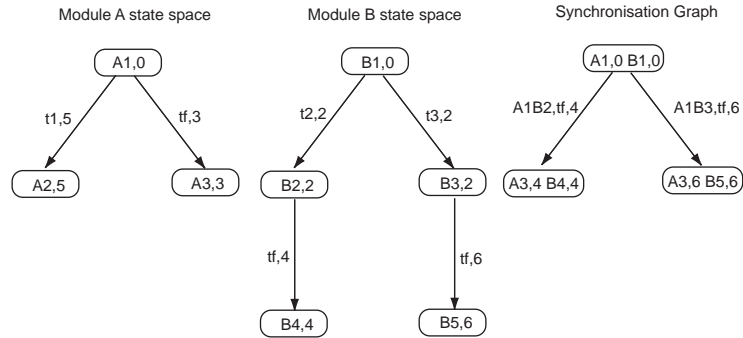 Module A state space
Module B state space
Synchronisation Graph
A1,0
B1,0
A1,0 B1,0
t1,5
tf,3
t2,2
t3,2
A1B2,tf,4
A1B3,tf,6
A2,5
A3,3
B2,2
B3,2
A3,4 B4,4
A3,6 B5,6
tf,4
tf,6
B4,4
B5,6